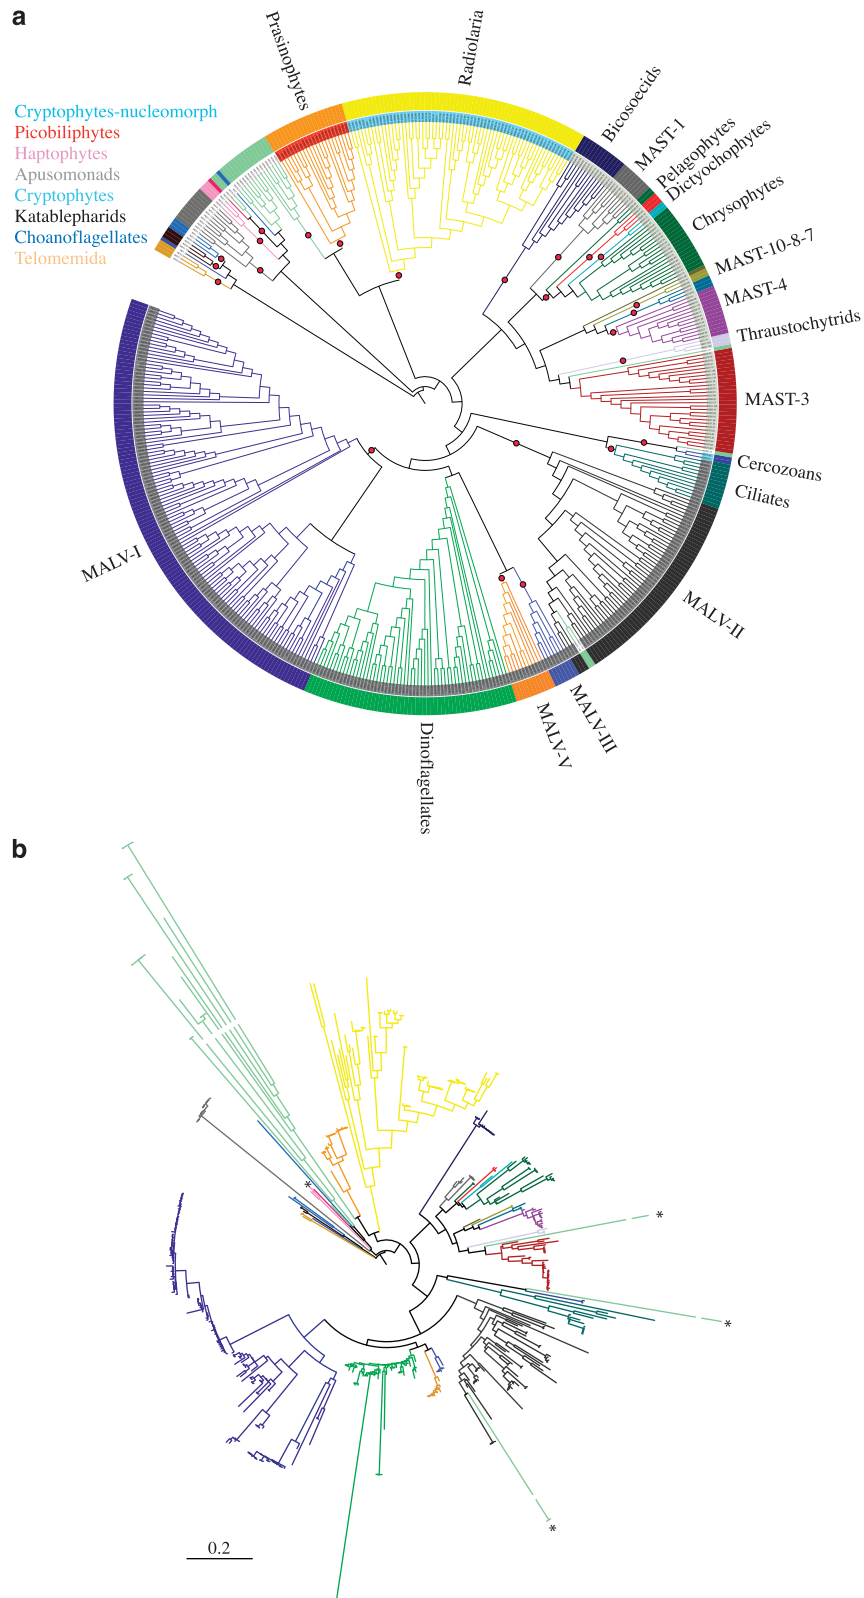 a
Cryptophytes-nucleomorph
Picobiliphytes
Haptophytes
Apusomonads
Cryptophytes
Katablepharids
Choanoflagellates
Telomemida
Prasinophytes
Radiolaria
Bicosoecids
MAST-1
Pelagophytes
Dictyochophytes
Chrysophytes
MAST-10-8-7
MAST-4
Thraustochytrids
MAST-3
Cercozoans
Ciliates
MALV-II
MALV-III
MALV-V
Dinoflagellates
MALV-I
b
*
*
*
*
0.2